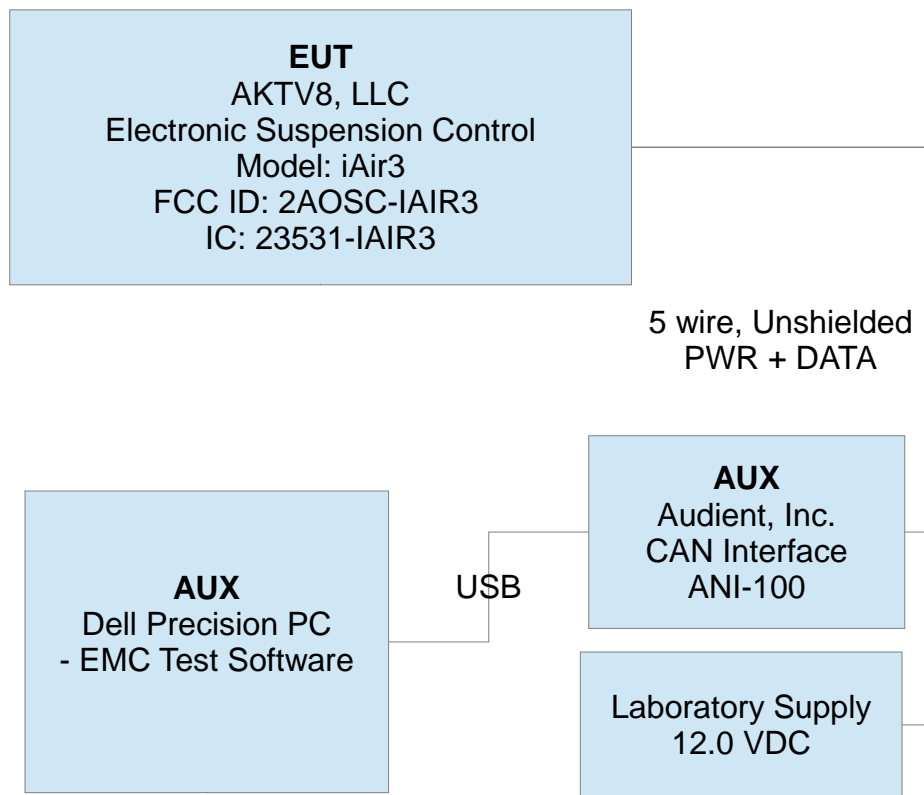 EUT
AKTV8, LLC
Electronic Suspension Control
Model: iAir3
FCC ID: 2AOSC-IAIR3
IC: 23531-IAIR3
5 wire, Unshielded
PWR + DATA
AUX
Audient, Inc.
CAN Interface
ANI-100
USB
AUX
Dell Precision PC
- EMC Test Software
Laboratory Supply
12.0 VDC